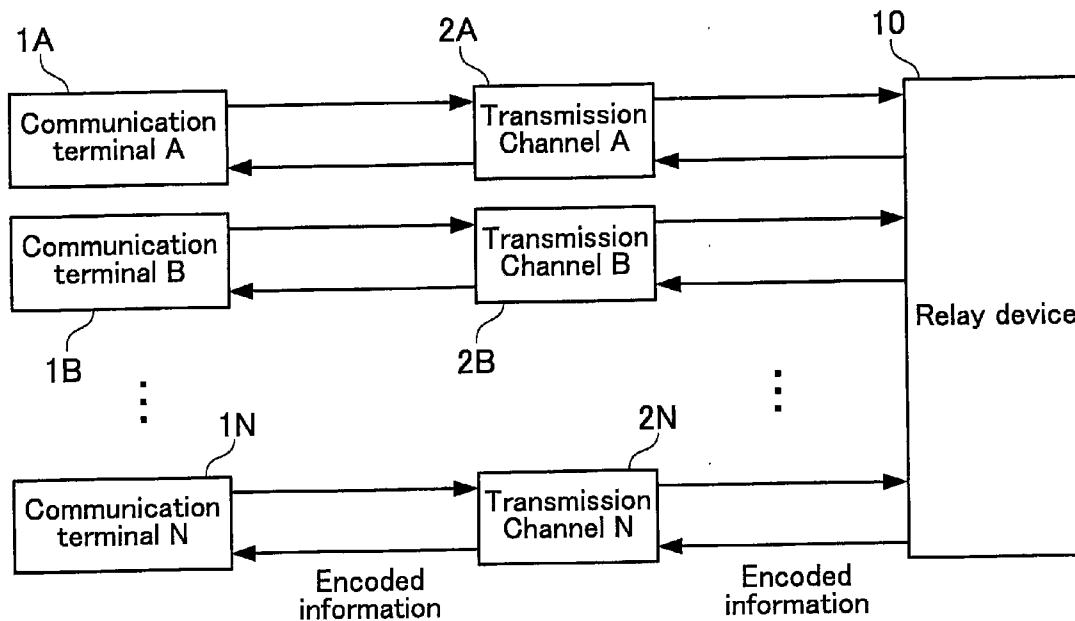 1A
2A
10
Communication
terminal A
Transmission
Channel A
Communication
terminal B
Transmission
Channel B
Relay device
1B
2B
1N
2N
Communication
terminal N
Transmission
Channel N
Encoded
information
Encoded
information